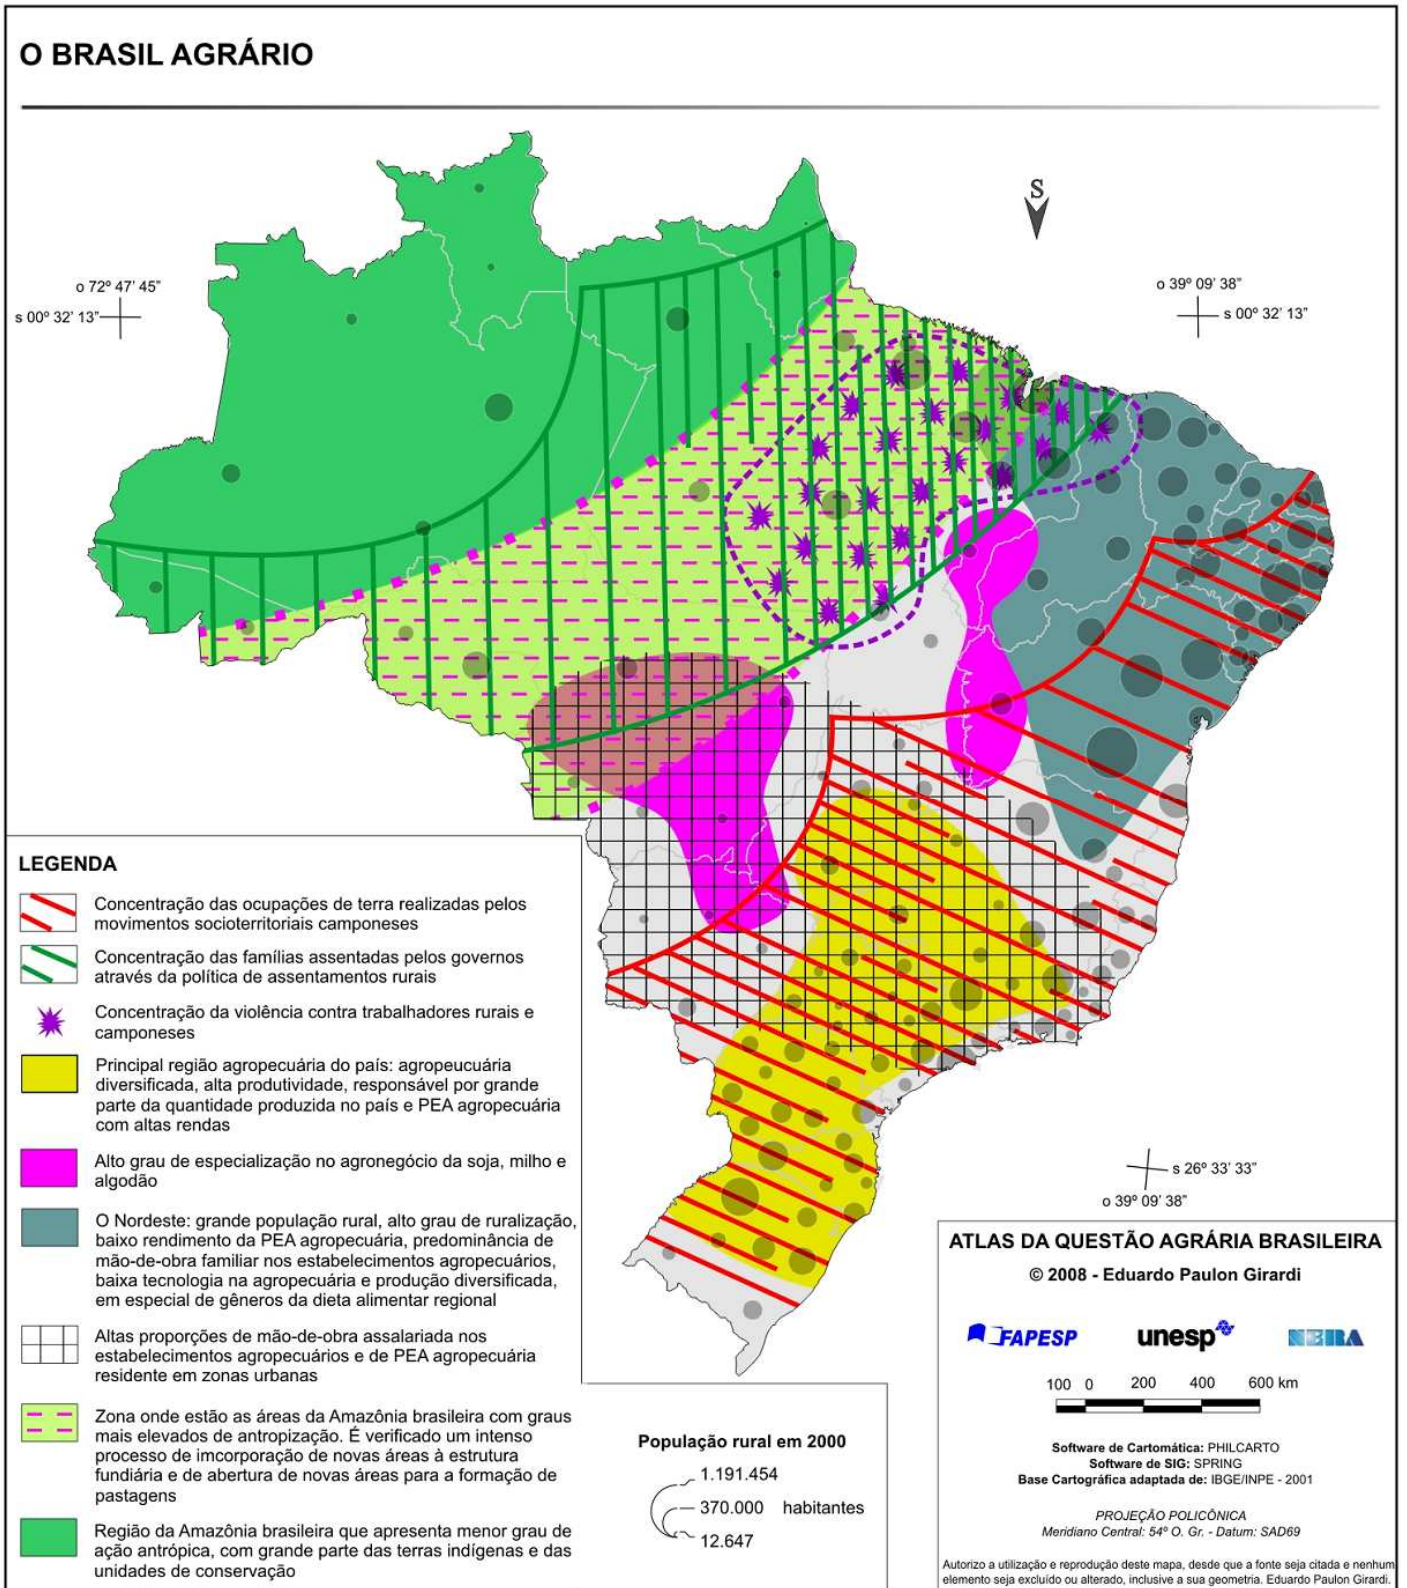 O BRASIL AGRÁRIO
S
o 72º 47' 45"
s 00º 32' 13"
o 39º 09' 38"
s 00º 32' 13"
LEGENDA
Concentração das ocupações de terra realizadas pelos
movimentos socioterritoriais camponeses
Concentração das famílias assentadas pelos governos
através da política de assentamentos rurais
Concentração da violência contra trabalhadores rurais e
camponeses
Principal região agropecuária do país: agropeucuária
diversificada, alta produtividade, responsável por grande
parte da quantidade produzida no país e PEA agropecuária
com altas rendas
Alto grau de especialização no agronegócio da soja, milho e
algodão
O Nordeste: grande população rural, alto grau de ruralização,
baixo rendimento da PEA agropecuária, predominância de
mão-de-obra familiar nos estabelecimentos agropecuários,
baixa tecnologia na agropecuária e produção diversificada,
em especial de gêneros da dieta alimentar regional
Altas proporções de mão-de-obra assalariada nos
estabelecimentos agropecuários e de PEA agropecuária
residente em zonas urbanas
Zona onde estão as áreas da Amazônia brasileira com graus
mais elevados de antropização. É verificado um intenso
processo de imcorporação de novas áreas à estrutura
fundiária e de abertura de novas áreas para a formação de
pastagens
Região da Amazônia brasileira que apresenta menor grau de
ação antrópica, com grande parte das terras indígenas e das
unidades de conservação
População rural em 2000
1.191.454
370.000 habitantes
12.647
s 26º 33' 33"
o 39º 09' 38"
ATLAS DA QUESTÃO AGRÁRIA BRASILEIRA
© 2008 - Eduardo Paulon Girardi
FAPESP unesp NERA
100 0 200 400 600 km
Software de Cartomática: PHILCARTO
Software de SIG: SPRING
Base Cartográfica adaptada de: IBGE/INPE - 2001
PROJEÇÃO POLICÔNICA
Meridiano Central: 54º O. Gr. - Datum: SAD69
Autorizo a utilização e reprodução deste mapa, desde que a fonte seja citada e nenhum
elemento seja excluído ou alterado, inclusive a sua geometria. Eduardo Paulon Girardi.